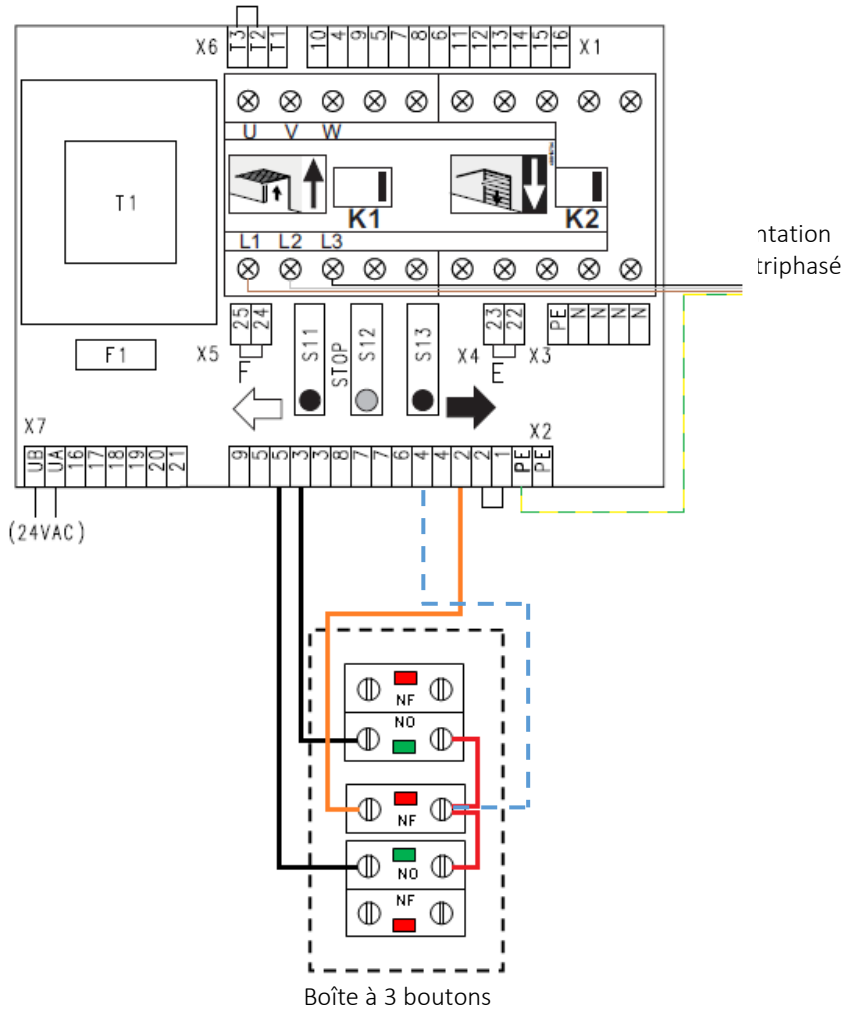 X6 T3 T2 T1 10 4 9 5 7 8 6 11 12 13 14 15 16 X1
U V W
T1
K1 K2
L1 L2 L3
ntation
triphasé
25 24 S11 STOP S12 S13 23 22 PE N N N N
F1 X5 F X4 E X3
X7 X2
UB UA 16 17 18 19 20 21 9 5 5 3 3 8 7 7 6 4 4 2 2 1 PE PE
(24VAC)
NF
NO
NF
NO
NF
Boîte à 3 boutons